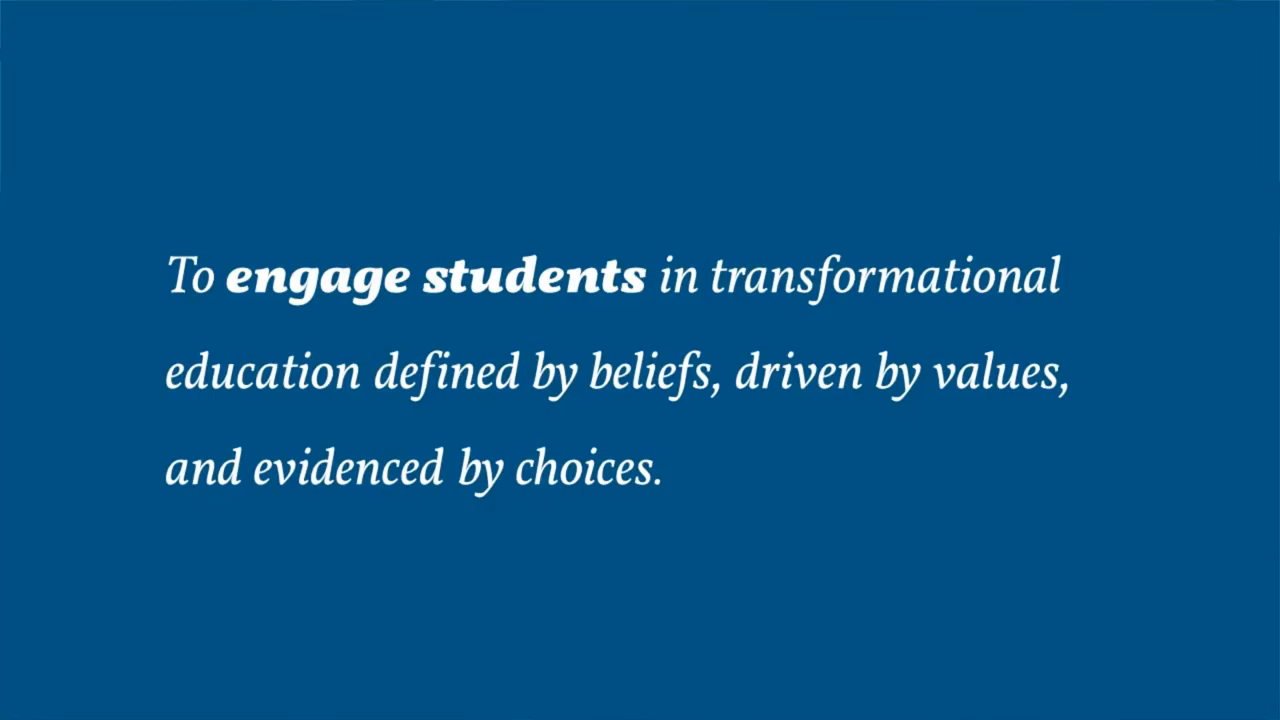 To engage students in transformational
education defined by beliefs, driven by values,
and evidenced by choices.